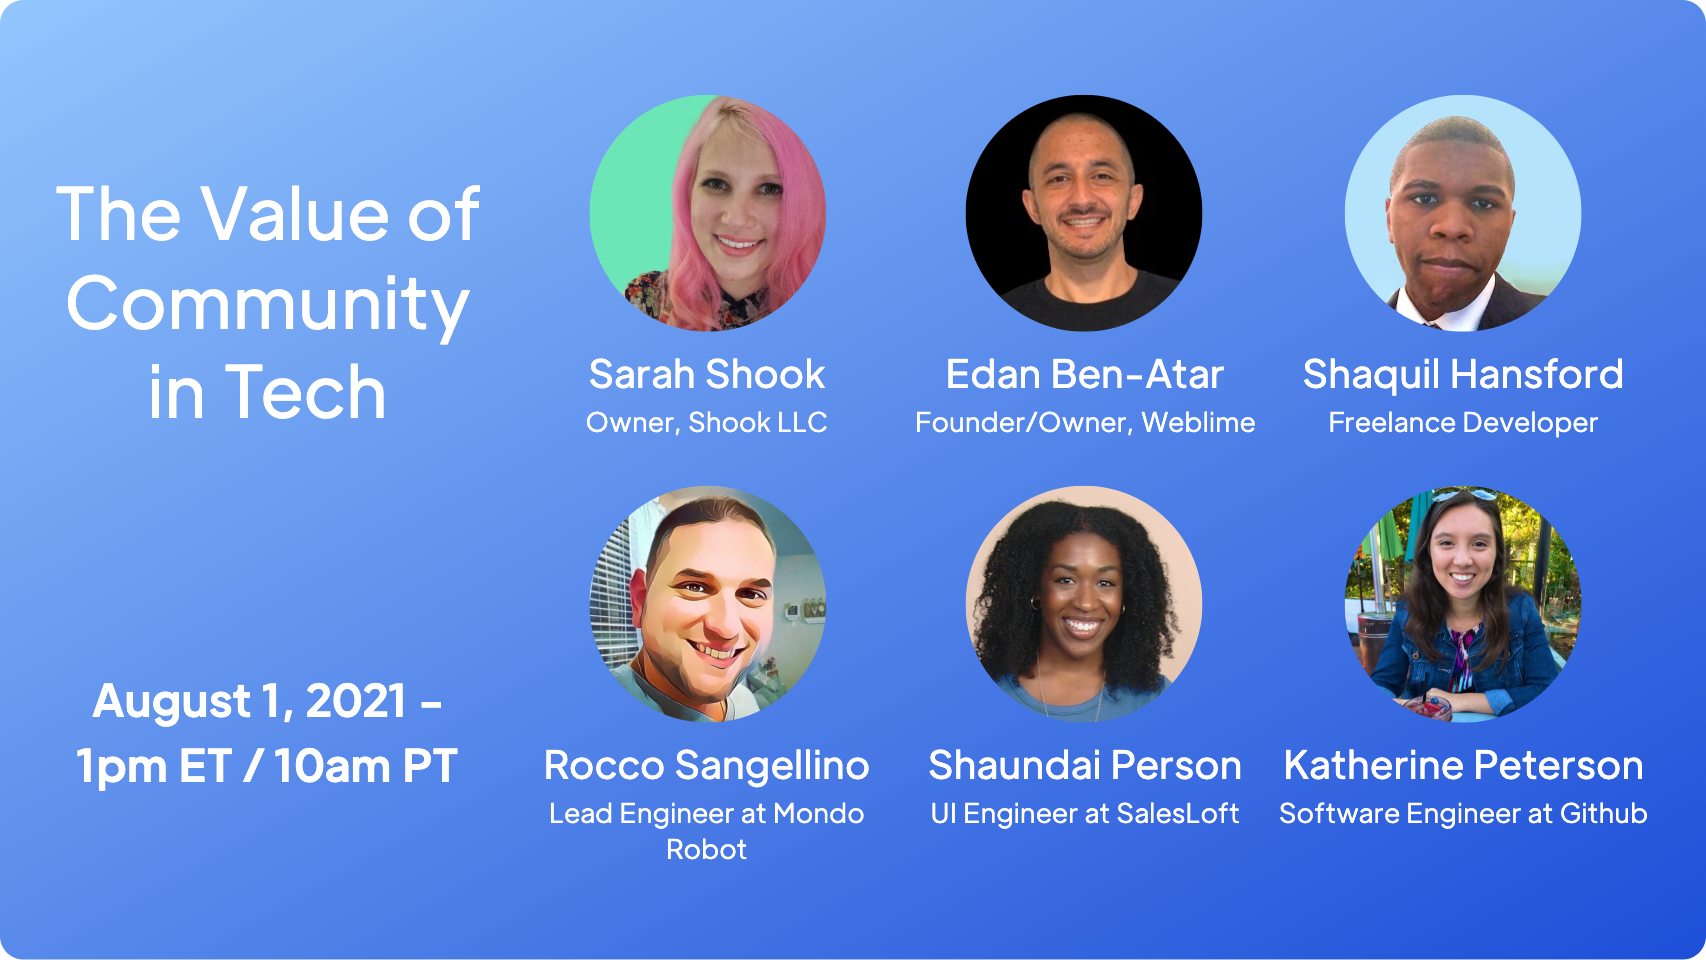 The Value of
Community
in Tech
August 1, 2021 -
1pm ET / 10am PT
Sarah Shook
Owner, Shook LLC
Edan Ben-Atar
Founder/Owner, Weblime
Shaquil Hansford
Freelance Developer
Rocco Sangellino
Lead Engineer at Mondo
Robot
Shaundai Person
UI Engineer at SalesLoft
Katherine Peterson
Software Engineer at Github